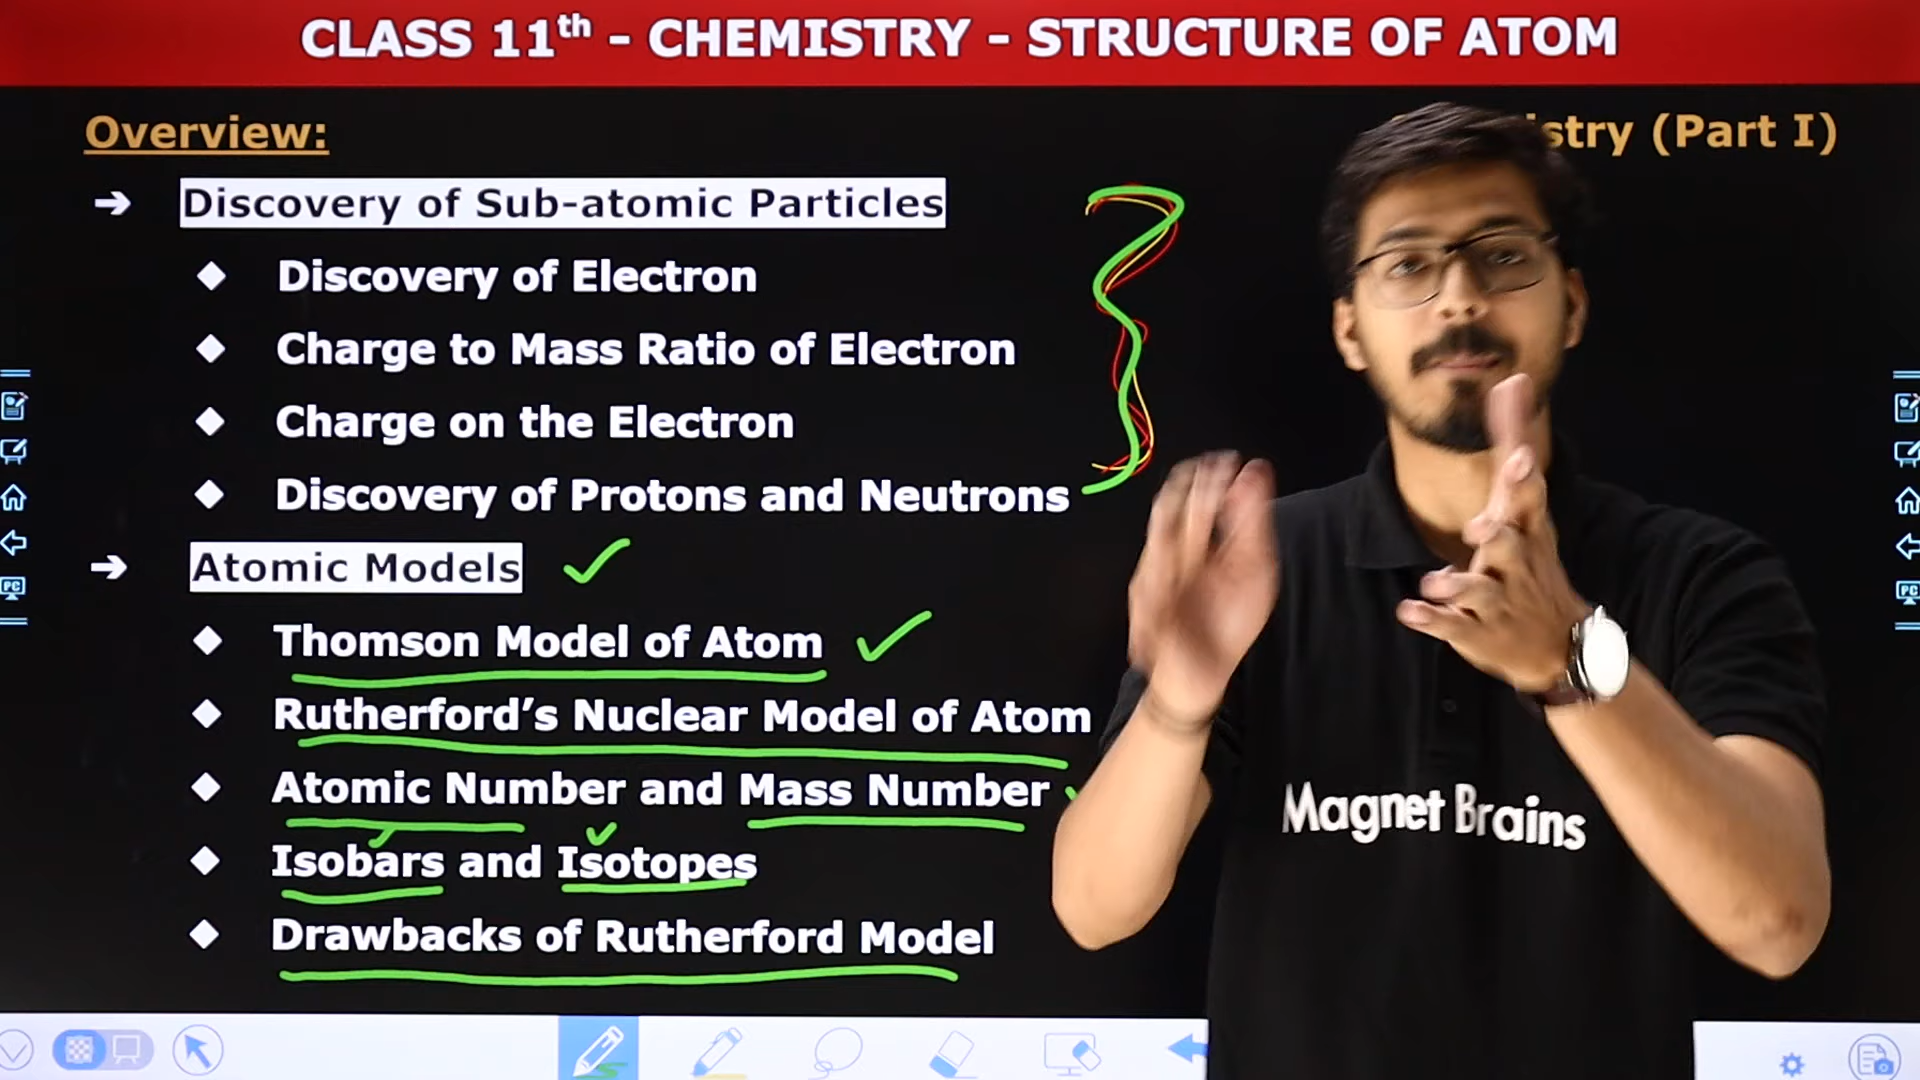 CLASS 11th - CHEMISTRY - STRUCTURE OF ATOM
Overview:
istry (Part I)
➔ Discovery of Sub-atomic Particles
◆ Discovery of Electron
◆ Charge to Mass Ratio of Electron
◆ Charge on the Electron
◆ Discovery of Protons and Neutrons
➔ Atomic Models
◆ Thomson Model of Atom
◆ Rutherford’s Nuclear Model of Atom
◆ Atomic Number and Mass Number
◆ Isobars and Isotopes
◆ Drawbacks of Rutherford Model
Magnet Brains
PC
PC